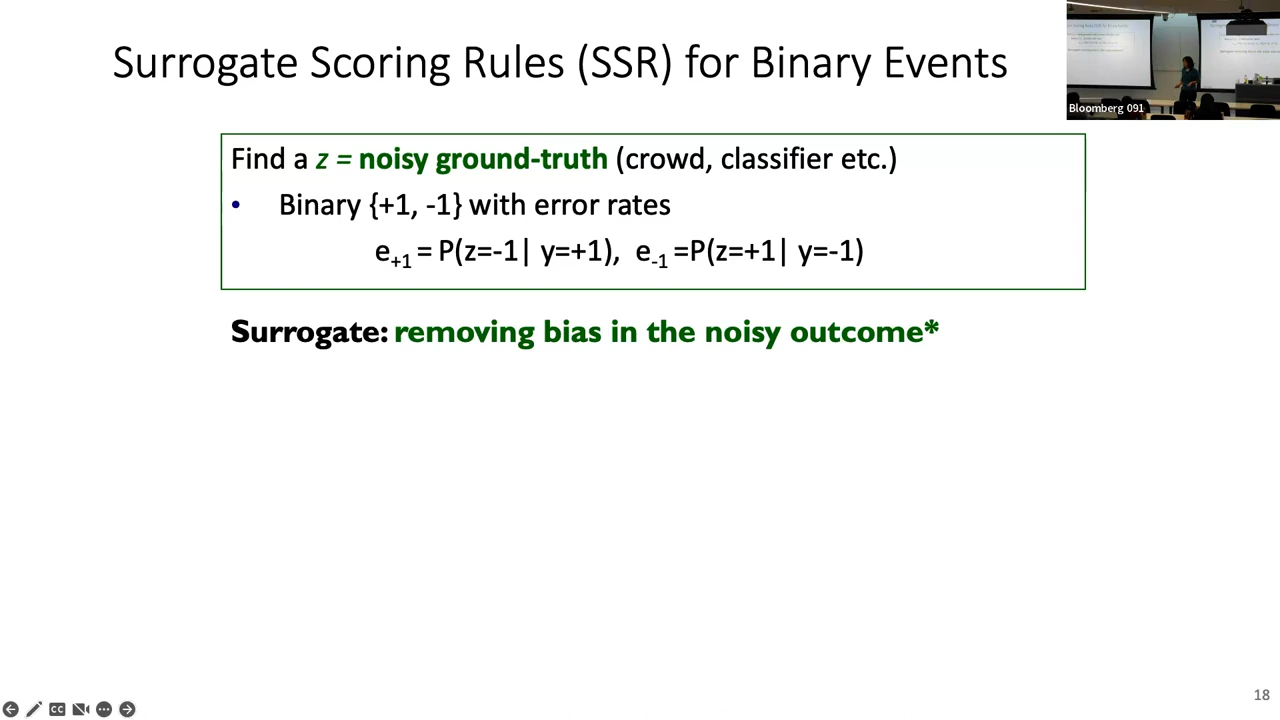 Surrogate Scoring Rules (SSR) for Binary Events
Bloomberg 091
Find a z = noisy ground-truth (crowd, classifier etc.)
• Binary {+1, -1} with error rates
e+1 = P(z=-1| y=+1), e-1 =P(z=+1| y=-1)
Surrogate: removing bias in the noisy outcome*
CC
18